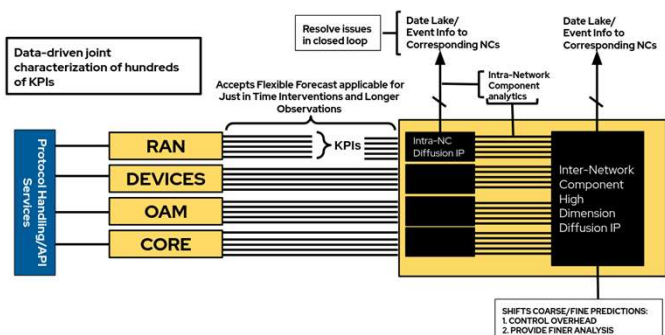 Data-driven joint
characterization of hundreds
of KPIs
Resolve issues
in closed loop
Date Lake/
Event Info to
Corresponding NCs
Date Lake/
Event Info to
Corresponding NCs
Accepts Flexible Forecast applicable for
Just in Time Interventions and Longer
Observations
Intra-Network
Component
analytics
Protocol Handling/API
Services
RAN
DEVICES
OAM
CORE
KPIs
Intra-NC
Diffusion IP
Inter-Network
Component
High
Dimension
Diffusion IP
SHIFTS COARSE/FINE PREDICTIONS:
1. CONTROL OVERHEAD
2. PROVIDE FINER ANALYSIS